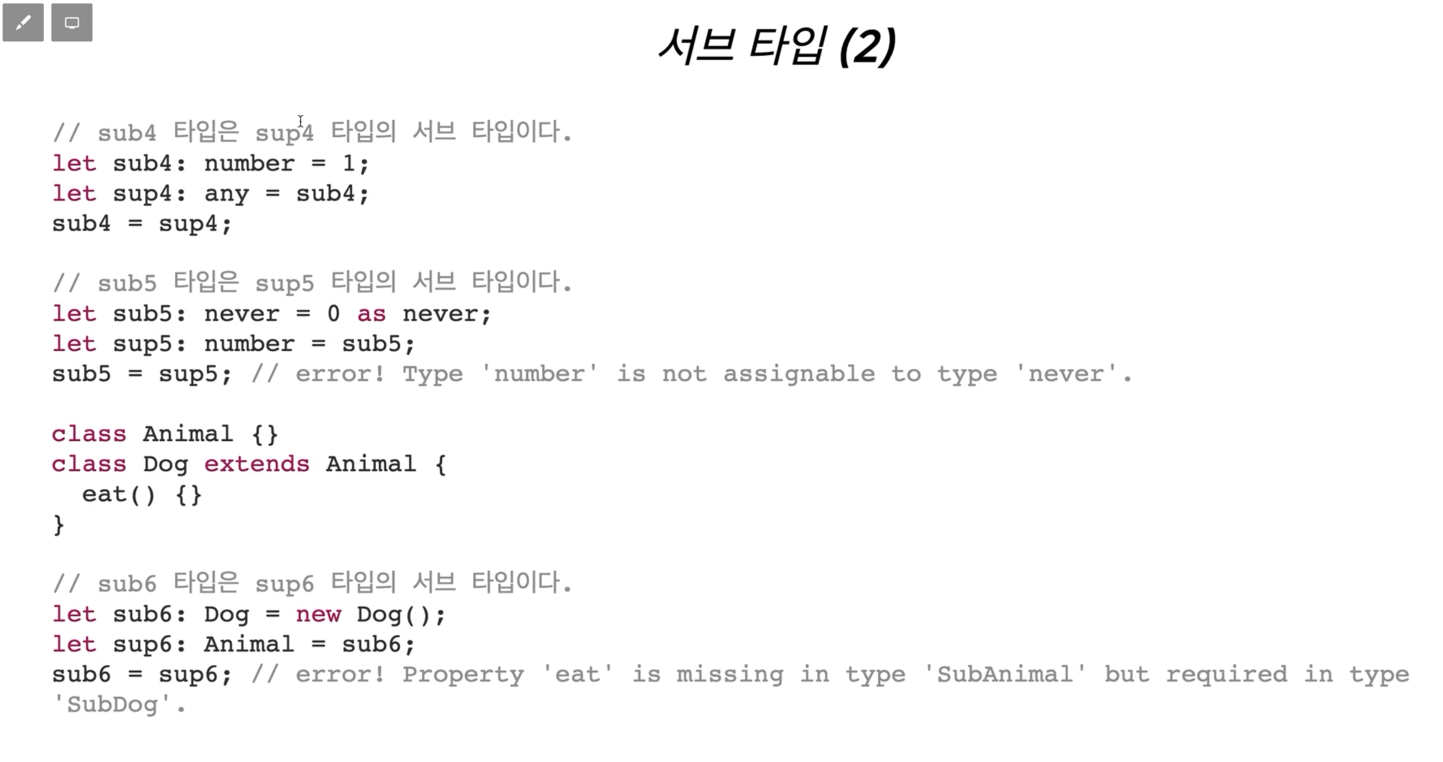 서브 타입 (2)
// sub4 타입은 sup4 타입의 서브 타입이다.
let sub4: number = 1;
let sup4: any = sub4;
sub4 = sup4;
// sub5 타입은 sup5 타입의 서브 타입이다.
let sub5: never = 0 as never;
let sup5: number = sub5;
sub5 = sup5; // error! Type 'number' is not assignable to type 'never'.
class Animal {}
class Dog extends Animal {
  eat() {}
}
// sub6 타입은 sup6 타입의 서브 타입이다.
let sub6: Dog = new Dog();
let sup6: Animal = sub6;
sub6 = sup6; // error! Property 'eat' is missing in type 'SubAnimal' but required in type
'SubDog'.